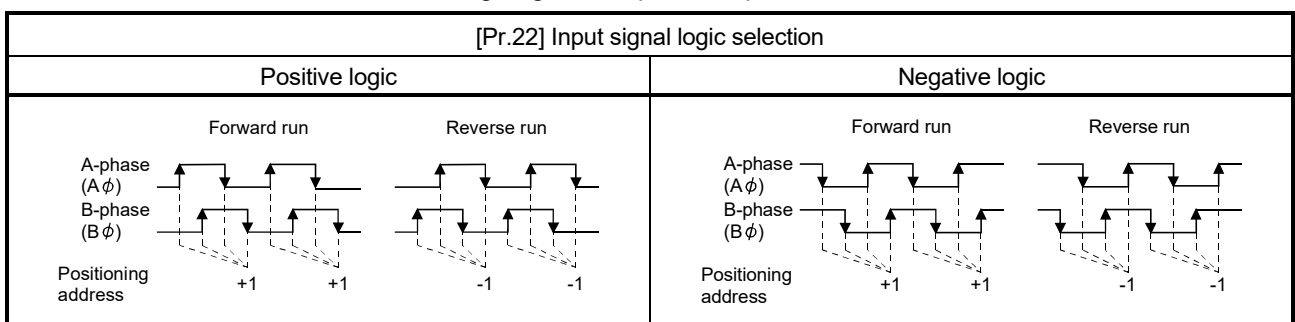 [Pr.22] Input signal logic selection
Positive logic
Negative logic
Forward run
Reverse run
A-phase
(Aϕ)
B-phase
(Bϕ)
Positioning
address
+1
+1
-1
-1
Forward run
Reverse run
A-phase
(Aϕ)
B-phase
(Bϕ)
Positioning
address
+1
+1
-1
-1